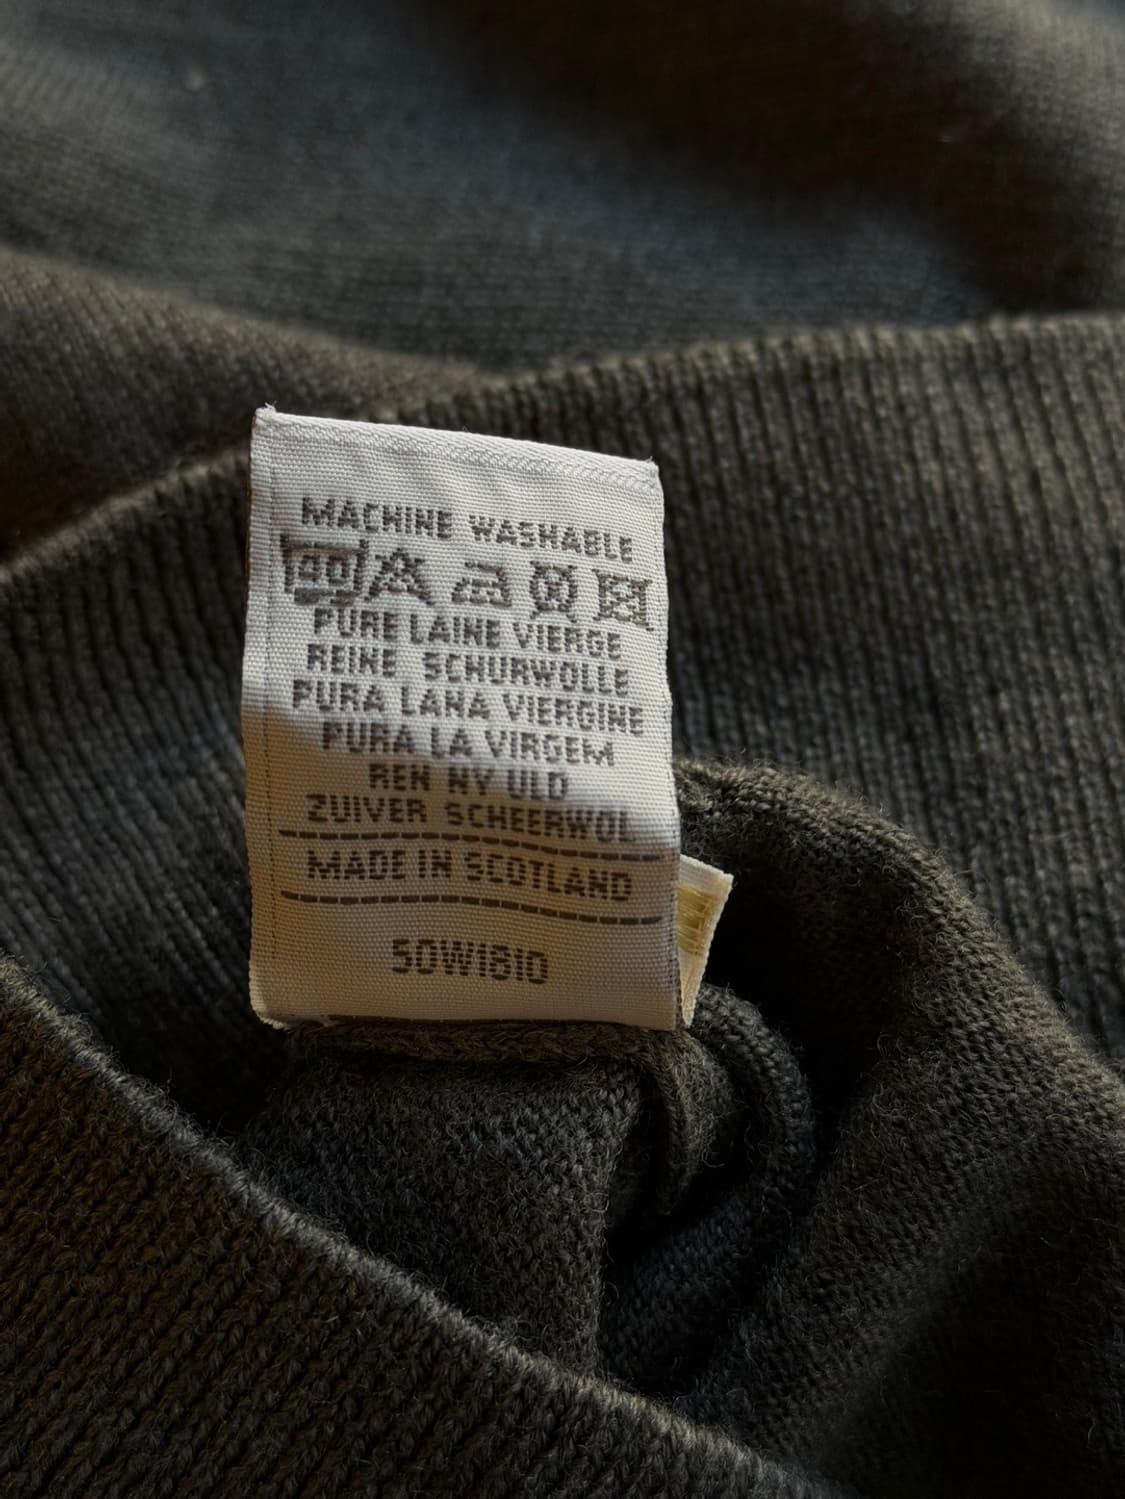 MACHINE WASHABLE
PURE LAINE VIERGE
REINE SCHURWOLLE
PURA LANA VIERGINE
PURA LA VIRGEM
REN NY ULD
ZUIVER SCHEERWOL
MADE IN SCOTLAND
50W1810